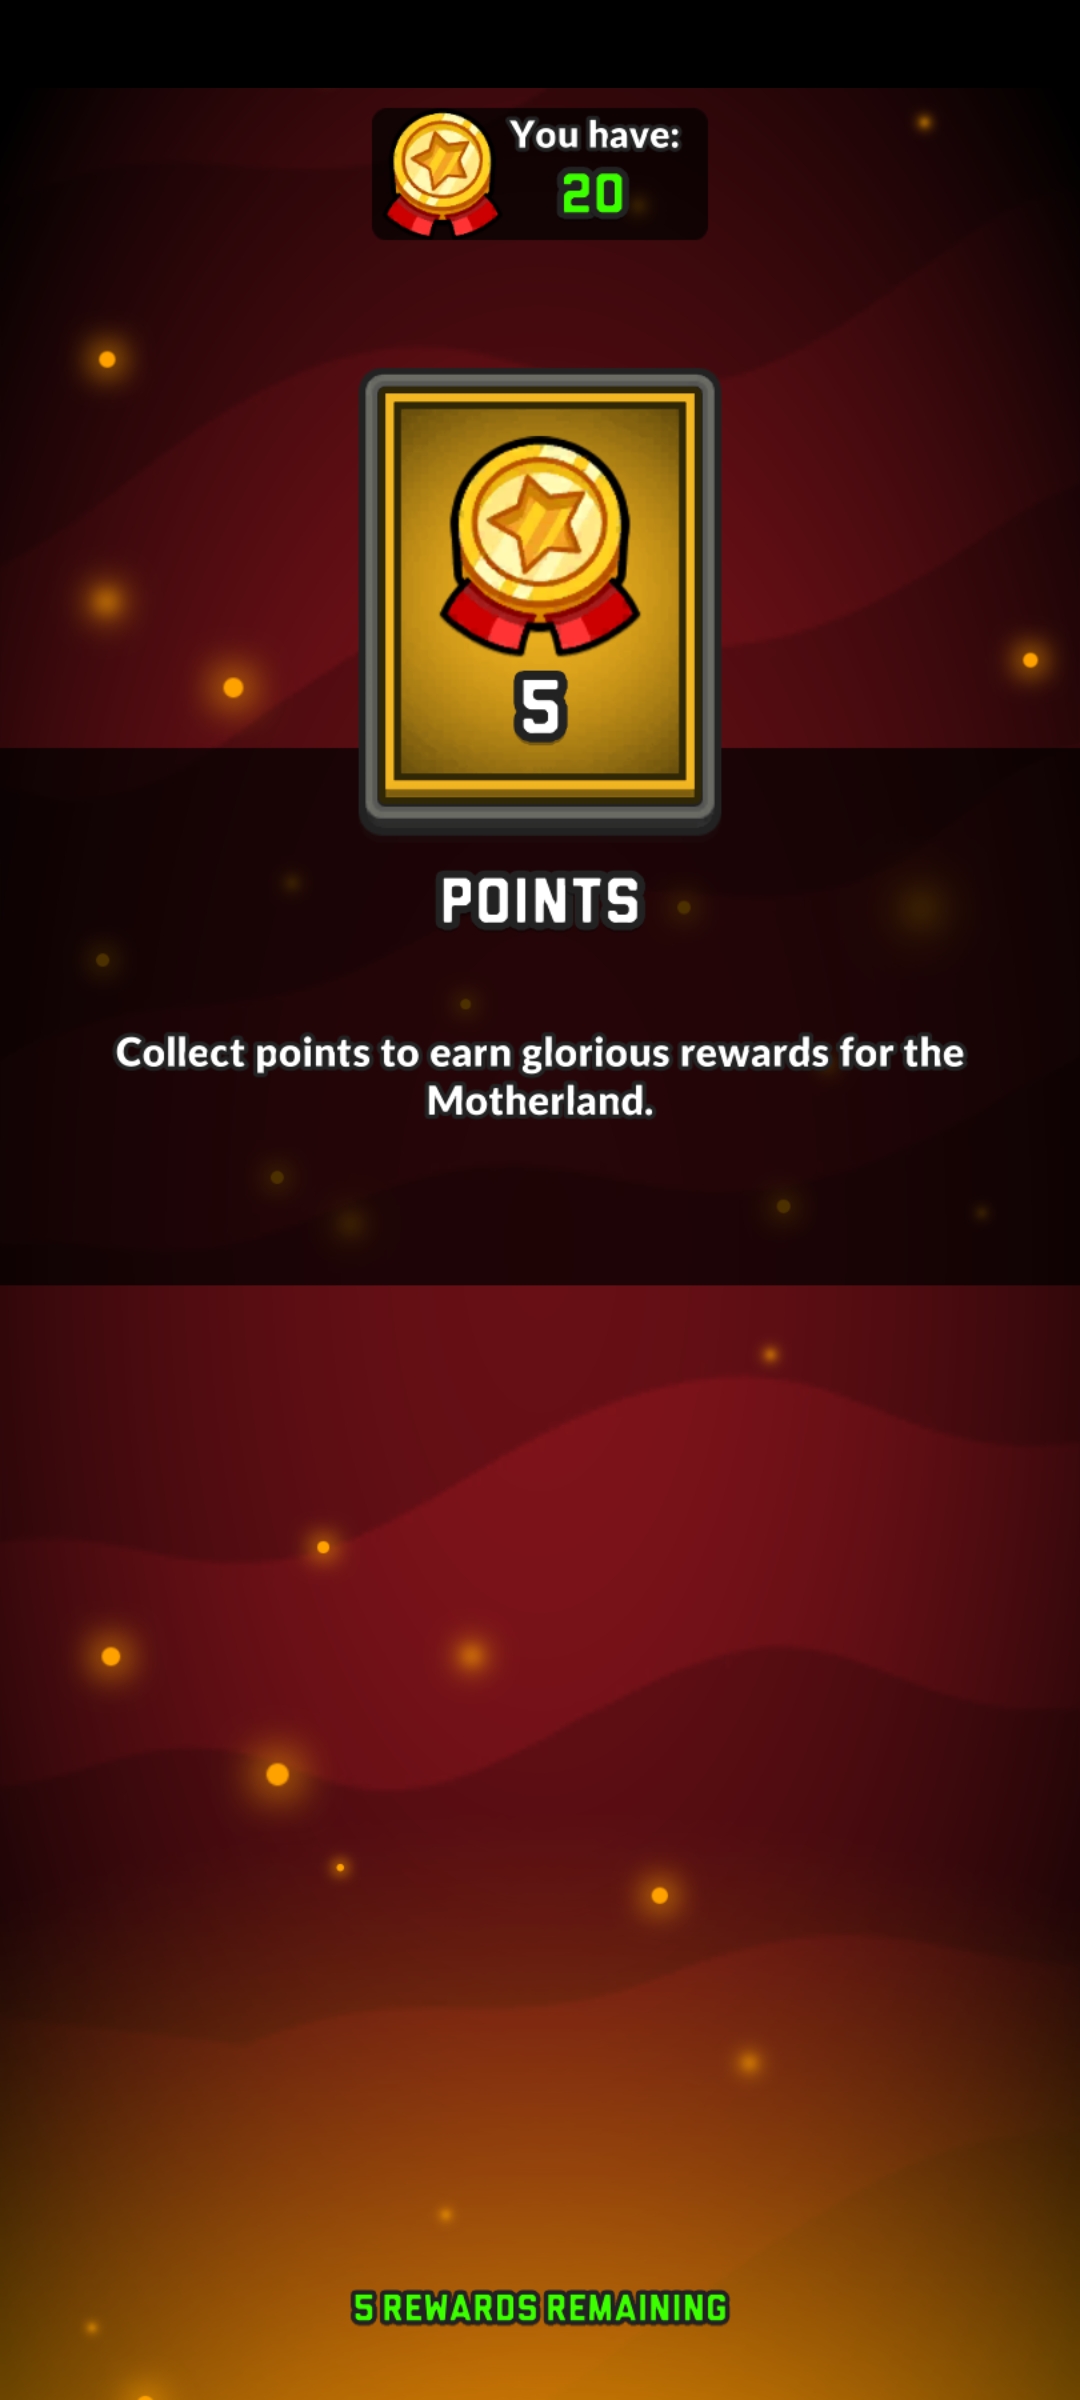 You have:
20
5
POINTS
Collect points to earn glorious rewards for the
Motherland.
5 REWARDS REMAINING